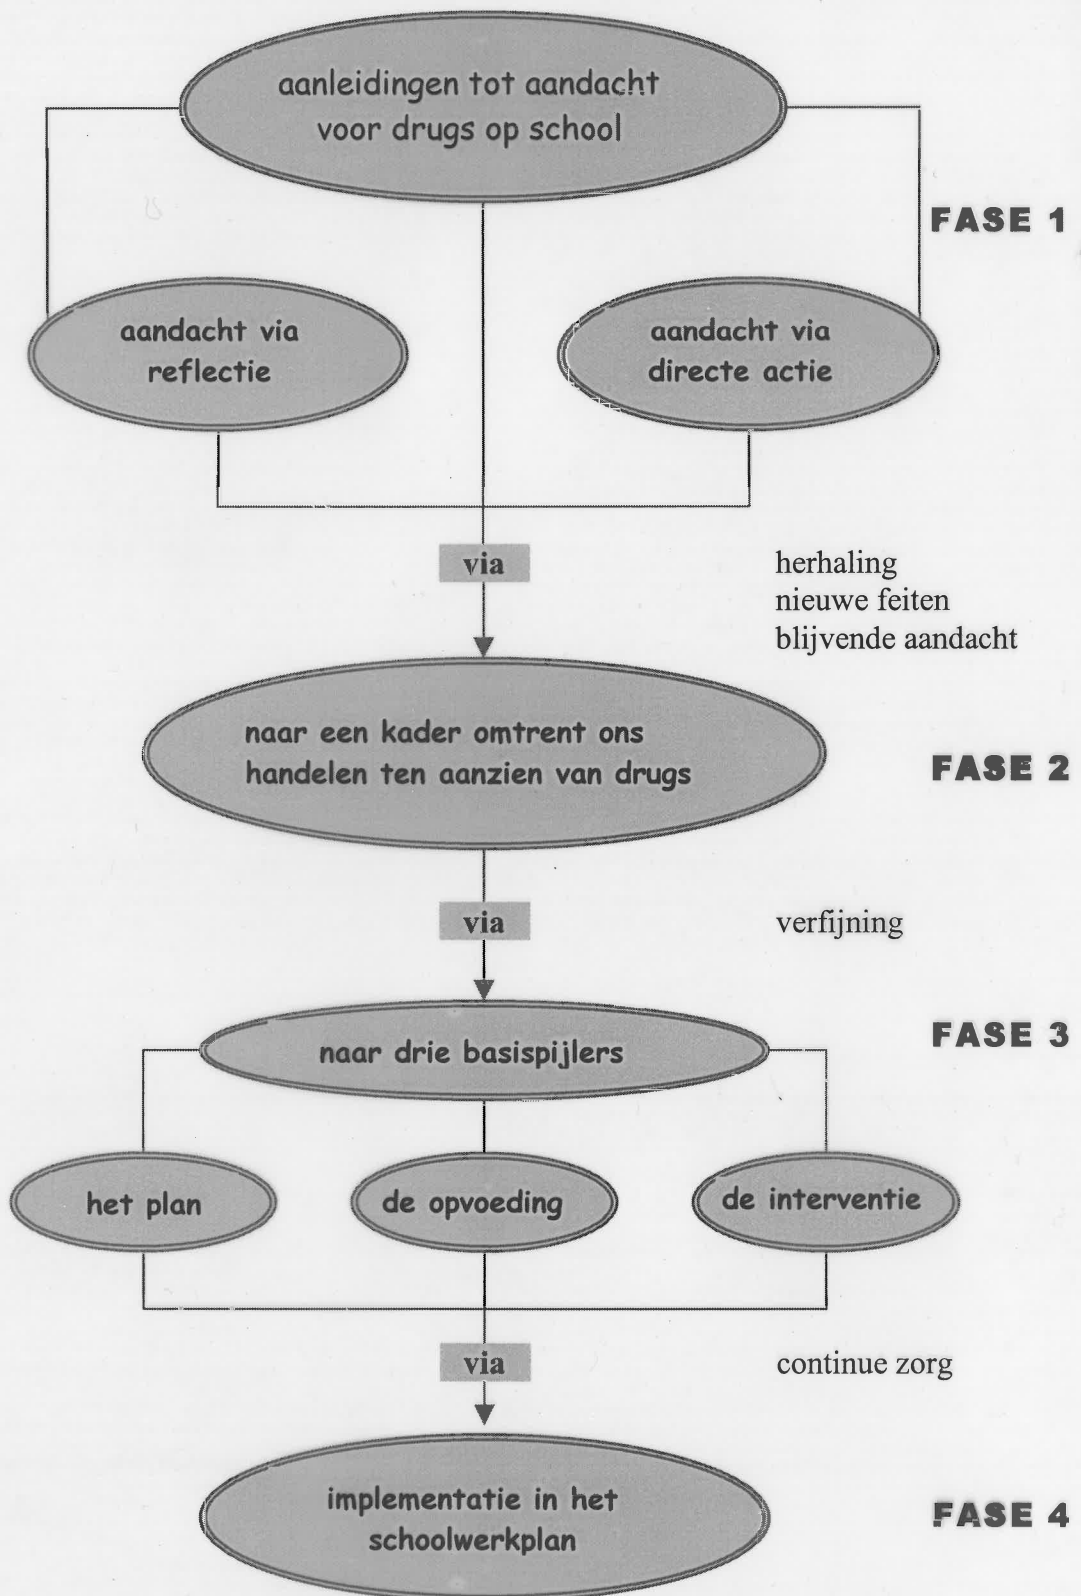 aanleidingen tot aandacht
voor drugs op school
FASE 1
aandacht via
reflectie
aandacht via
directe actie
via
herhaling
nieuwe feiten
blijvende aandacht
naar een kader omtrent ons
handelen ten aanzien van drugs
FASE 2
via
verfijning
FASE 3
naar drie basispijlers
het plan
de opvoeding
de interventie
via
continue zorg
implementatie in het
schoolwerkplan
FASE 4